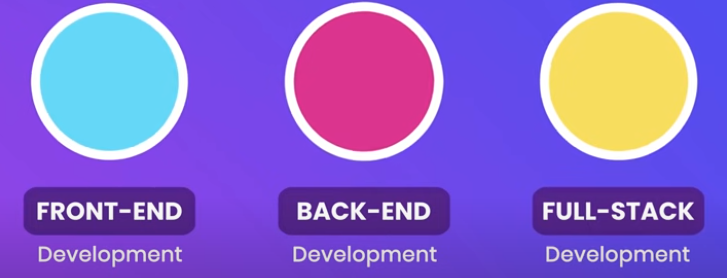 FRONT-END BACK-END FULL-STACK
Development Development Development